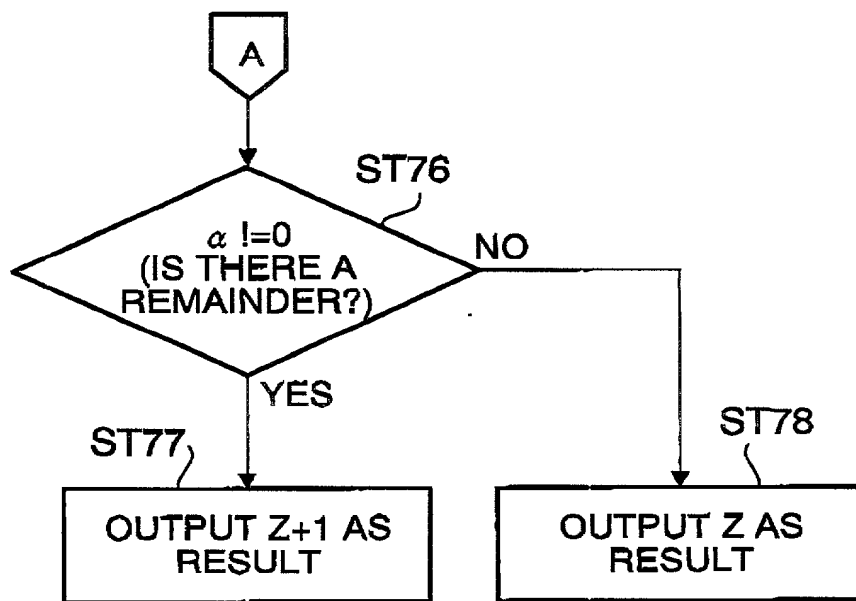 A
ST76
α !=0
(IS THERE A
REMAINDER?)
NO
YES
ST77
ST78
OUTPUT Z+1 AS
RESULT
OUTPUT Z AS
RESULT